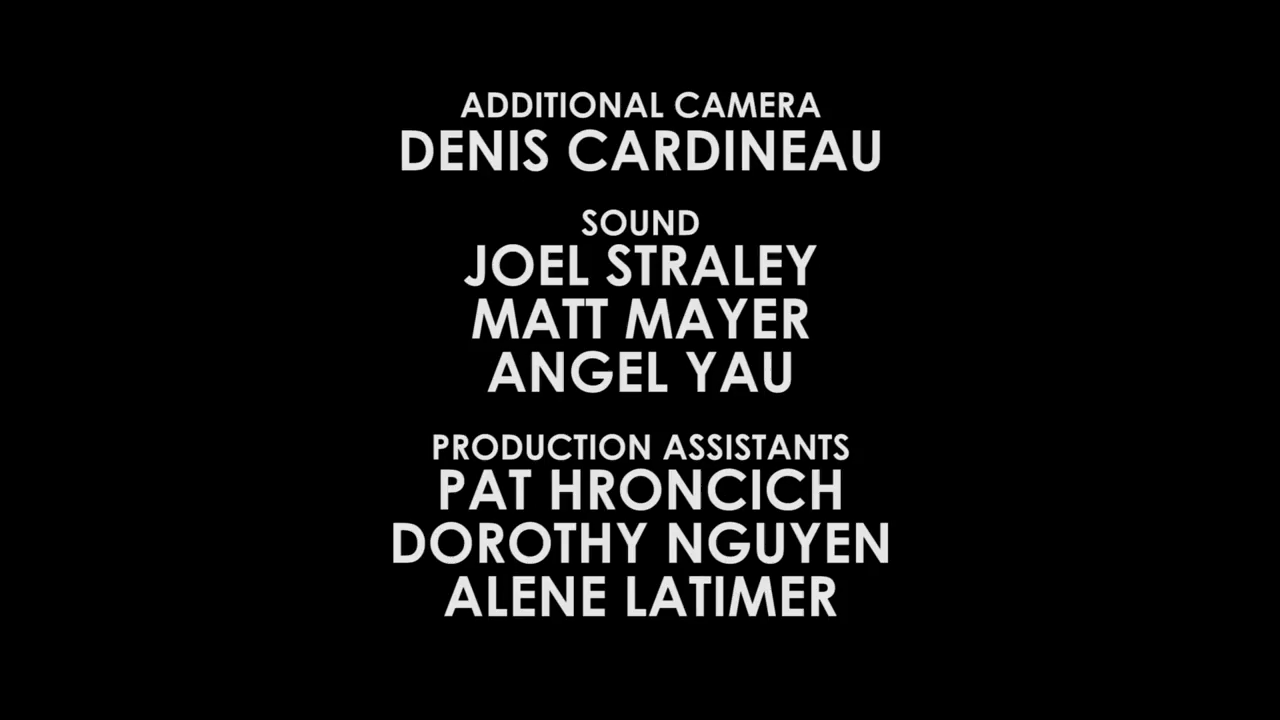 ADDITIONAL CAMERA
DENIS CARDINEAU
SOUND
JOEL STRALEY
MATT MAYER
ANGEL YAU
PRODUCTION ASSISTANTS
PAT HRONCICH
DOROTHY NGUYEN
ALENE LATIMER